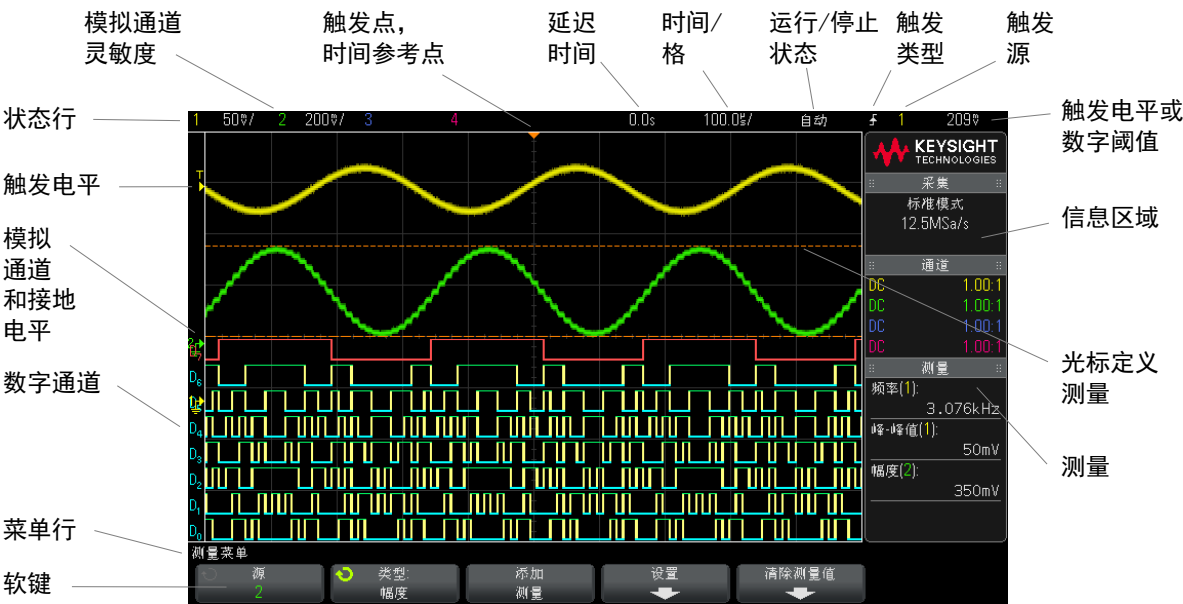 模拟通道
灵敏度
触发点，
时间参考点
延迟
时间
时间/
格
运行/停止
状态
触发
类型
触发
源
状态行
触发电平
模拟
通道
和接地
电平
数字通道
菜单行
软键
触发电平或
数字阈值
信息区域
光标定义
测量
测量
1 50mV/ 2 200mV/ 3 4 0.0s 100.0us/ 自动 1 209mV
T
KEYSIGHT
TECHNOLOGIES
采集
标准模式
12.5MSa/s
通道
DC 1.00:1
DC 1.00:1
DC 1.00:1
DC 1.00:1
测量
频率(1):
3.076kHz
峰-峰值(1):
50mV
幅度(2):
350mV
D6
D4
D3
D2
D1
D0
测量菜单
源
2
类型:
幅度
添加
测量
设置
清除测量值